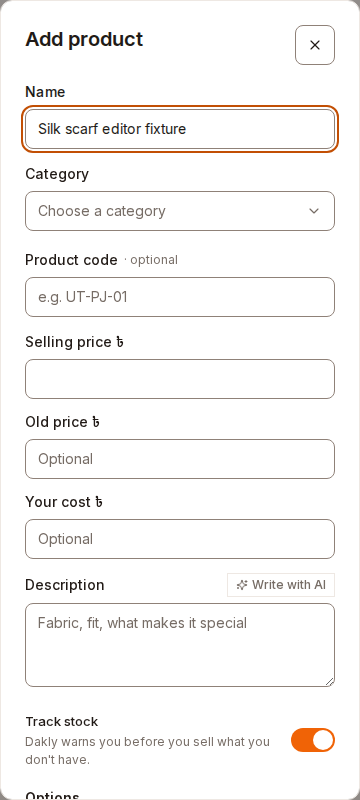 Add product
Name
Silk scarf editor fixture
Category
Choose a category
Product code · optional
e.g. UT-PJ-01
Selling price ৳
Old price ৳
Optional
Your cost ৳
Optional
Description
Write with AI
Fabric, fit, what makes it special
Track stock
Dakly warns you before you sell what you
don't have.
Options